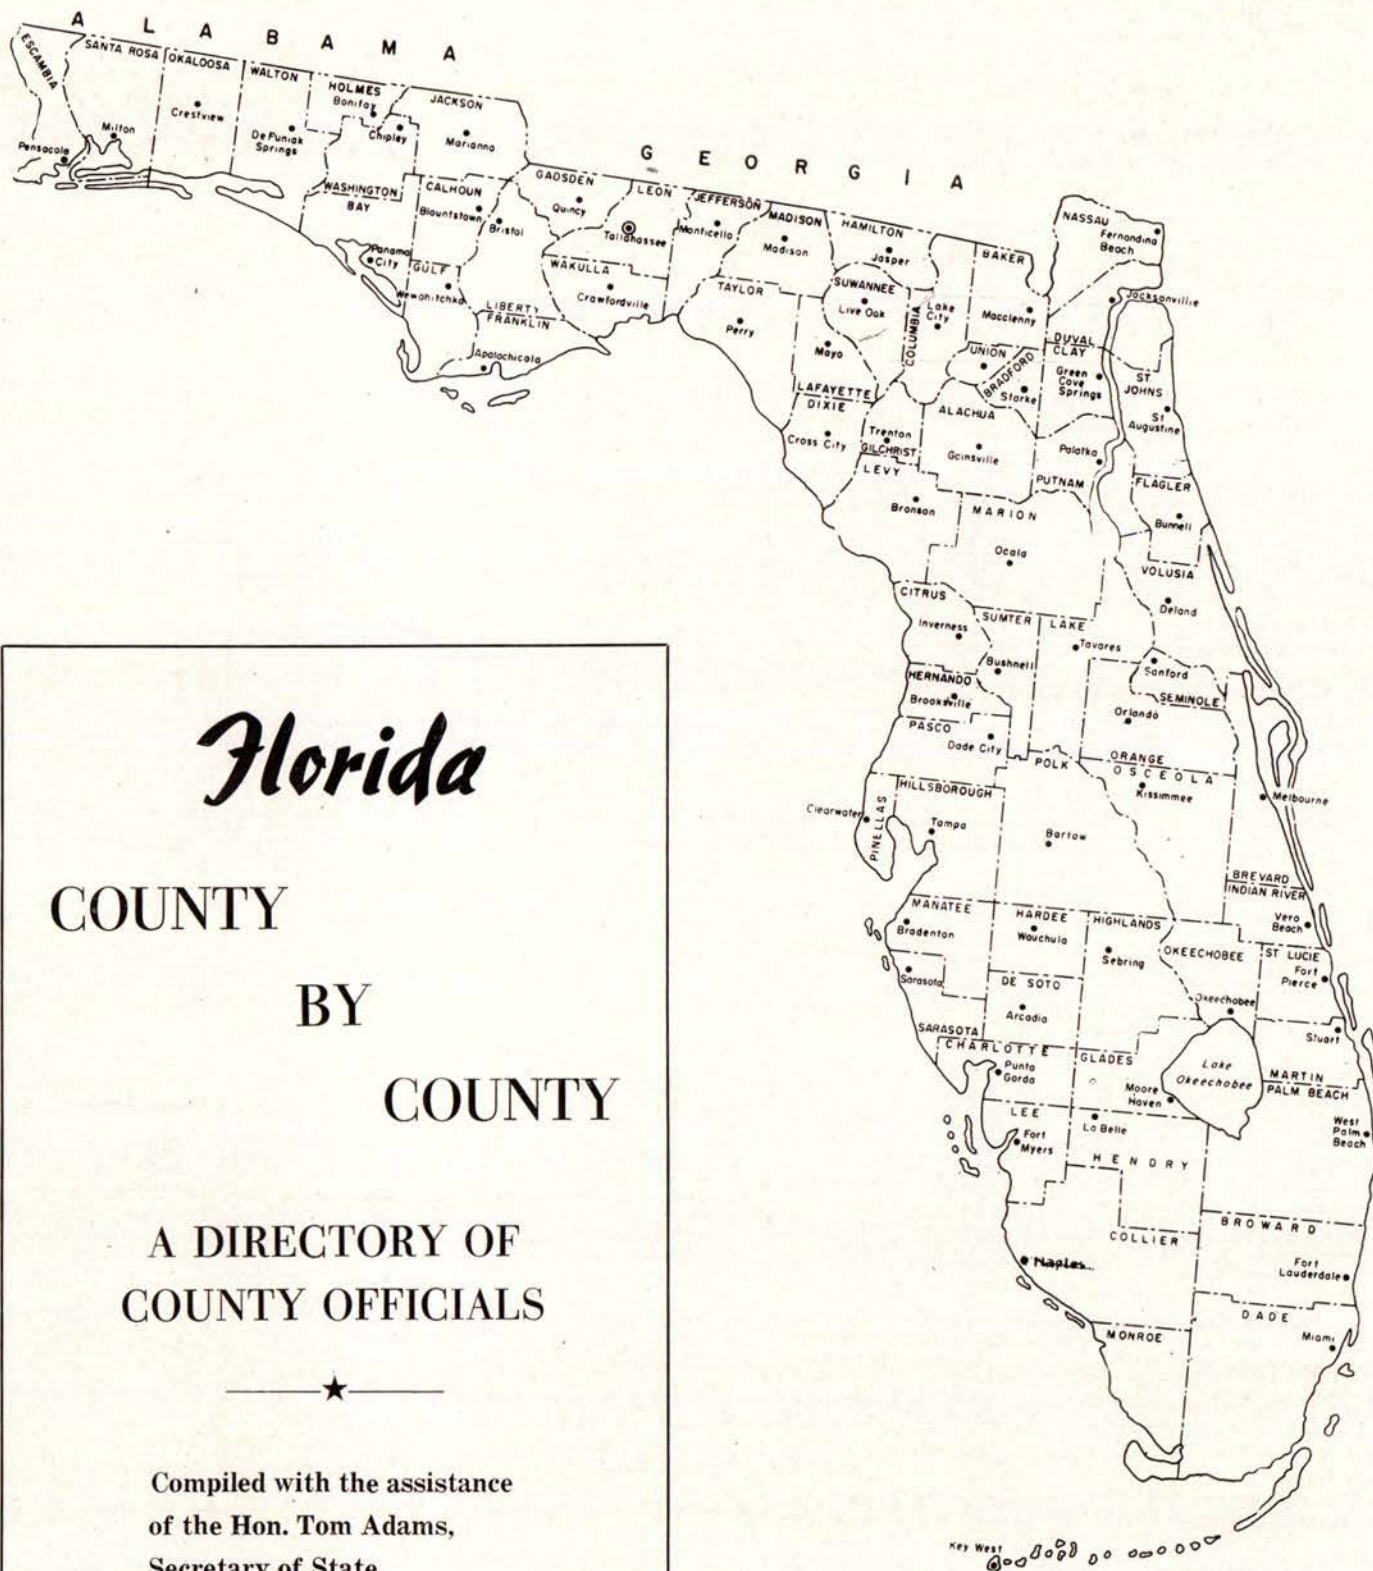 A L A B A M A
ESCAMBIA
SANTA ROSA
OKALOOSA
WALTON
HOLMES
Bonifay
JACKSON
Crestview
Milton
Pensacola
De Funiak
Springs
Chipley
Marianna
G E O R G I A
WASHINGTON
BAY
CALHOUN
Blountstown
Bristol
GADSDEN
Quincy
LEON
Tallahassee
JEFFERSON
Monticello
MADISON
Madison
HAMILTON
Jasper
BAKER
Macclenny
NASSAU
Fernandina
Beach
Jacksonville
Panama
City
GULF
Wewahitchka
LIBERTY
FRANKLIN
Apalachicola
WAKULLA
Crawfordville
TAYLOR
Perry
SUWANNEE
Live Oak
COLUMBIA
Lake
City
Mayo
LAFAYETTE
DIXIE
Cross City
UNION
BRADFORD
Starke
DUVAL
CLAY
Green
Cove
Springs
ST.
JOHNS
St
Augustine
Trenton
GILCHRIST
ALACHUA
Gainsville
Palatka
PUTNAM
LEVY
Bronson
MARION
Ocala
FLAGLER
Bunnell
VOLUSIA
Deland
CITRUS
Inverness
SUMTER
Bushnell
LAKE
Tavares
Sanford
SEMINOLE
HERNANDO
Brooksville
PASCO
Dade City
Orlando
ORANGE
OSCEOLA
Kissimmee
POLK
Bartow
HILLSBOROUGH
Tampa
Clearwater
PINELLAS
Melbourne
BREVARD
INDIAN RIVER
Vero
Beach
MANATEE
Bradenton
HARDEE
Wauchula
HIGHLANDS
Sebring
OKEECHOBEE
Okeechobee
ST LUCIE
Fort
Pierce
Sarasota
SARASOTA
DE SOTO
Arcadia
CHARLOTTE
Punta
Gorda
GLADES
Moore
Haven
Lake
Okeechobee
Stuart
MARTIN
PALM BEACH
West
Palm
Beach
LEE
Fort
Myers
La Belle
HENDRY
COLLIER
Naples
BROWARD
Fort
Lauderdale
DADE
Miami
MONROE
Key West
Florida
COUNTY
BY
COUNTY
A DIRECTORY OF
COUNTY OFFICIALS
Compiled with the assistance
of the Hon. Tom Adams,
Secretary of State